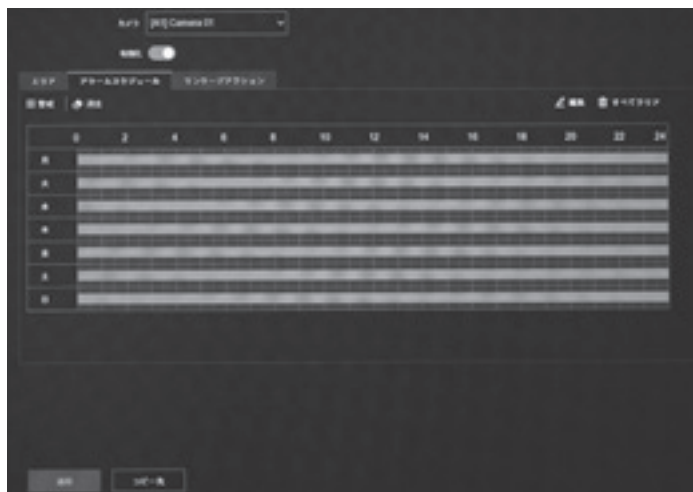 カメラ [A1] Camera 01
有効化
エリア アラームスケジュール リンケージアクション
警戒 消去 編集 すべてクリア
0 2 4 6 8 10 12 14 16 18 20 22 24
月
火
水
木
金
土
日
適用 コピー先